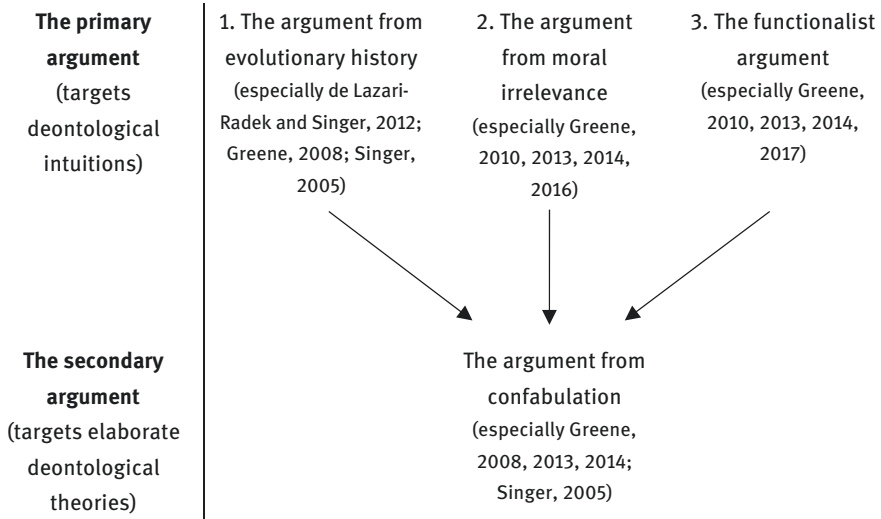 The primary
argument
(targets
deontological
intuitions)
1. The argument from
evolutionary history
(especially de Lazari-
Radek and Singer, 2012;
Greene, 2008; Singer,
2005)
2. The argument
from moral
irrelevance
(especially Greene,
2010, 2013, 2014,
2016)
3. The functionalist
argument
(especially Greene,
2010, 2013, 2014,
2017)
The secondary
argument
(targets elaborate
deontological
theories)
The argument from
confabulation
(especially Greene,
2008, 2013, 2014;
Singer, 2005)